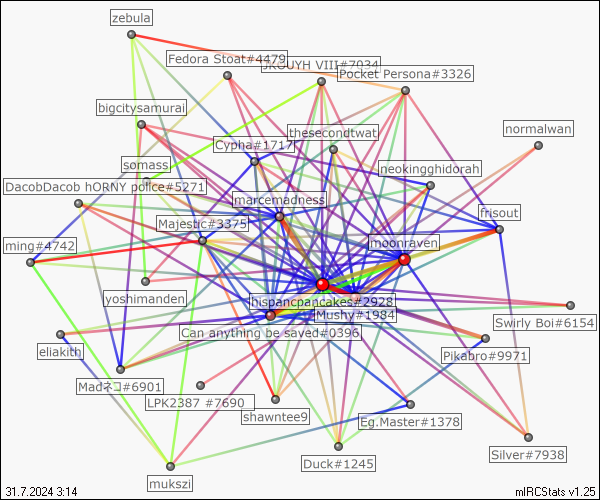 zebula
Fedora Stoat#4479
JKGUYH VIII#7034
Pocket Persona#3326
bigcitysamurai
normalwan
thesecondtwat
Cypha#1717
somass
neokingghidorah
DacobDacob hORNY police#5271
marcemadness
frisout
Majestic#3375
ming#4742
moonraven
yoshimanden
hispancpancakes#2928
Mushy#1984
Swirly Boi#6154
Can anything be saved#0396
eliakith
Pikabro#9971
Madネコ#6901
LPK2387 #7690
shawntee9
Eg.Master#1378
Silver#7938
Duck#1245
mukszi
31.7.2024 3:14
mIRCStats v1.25